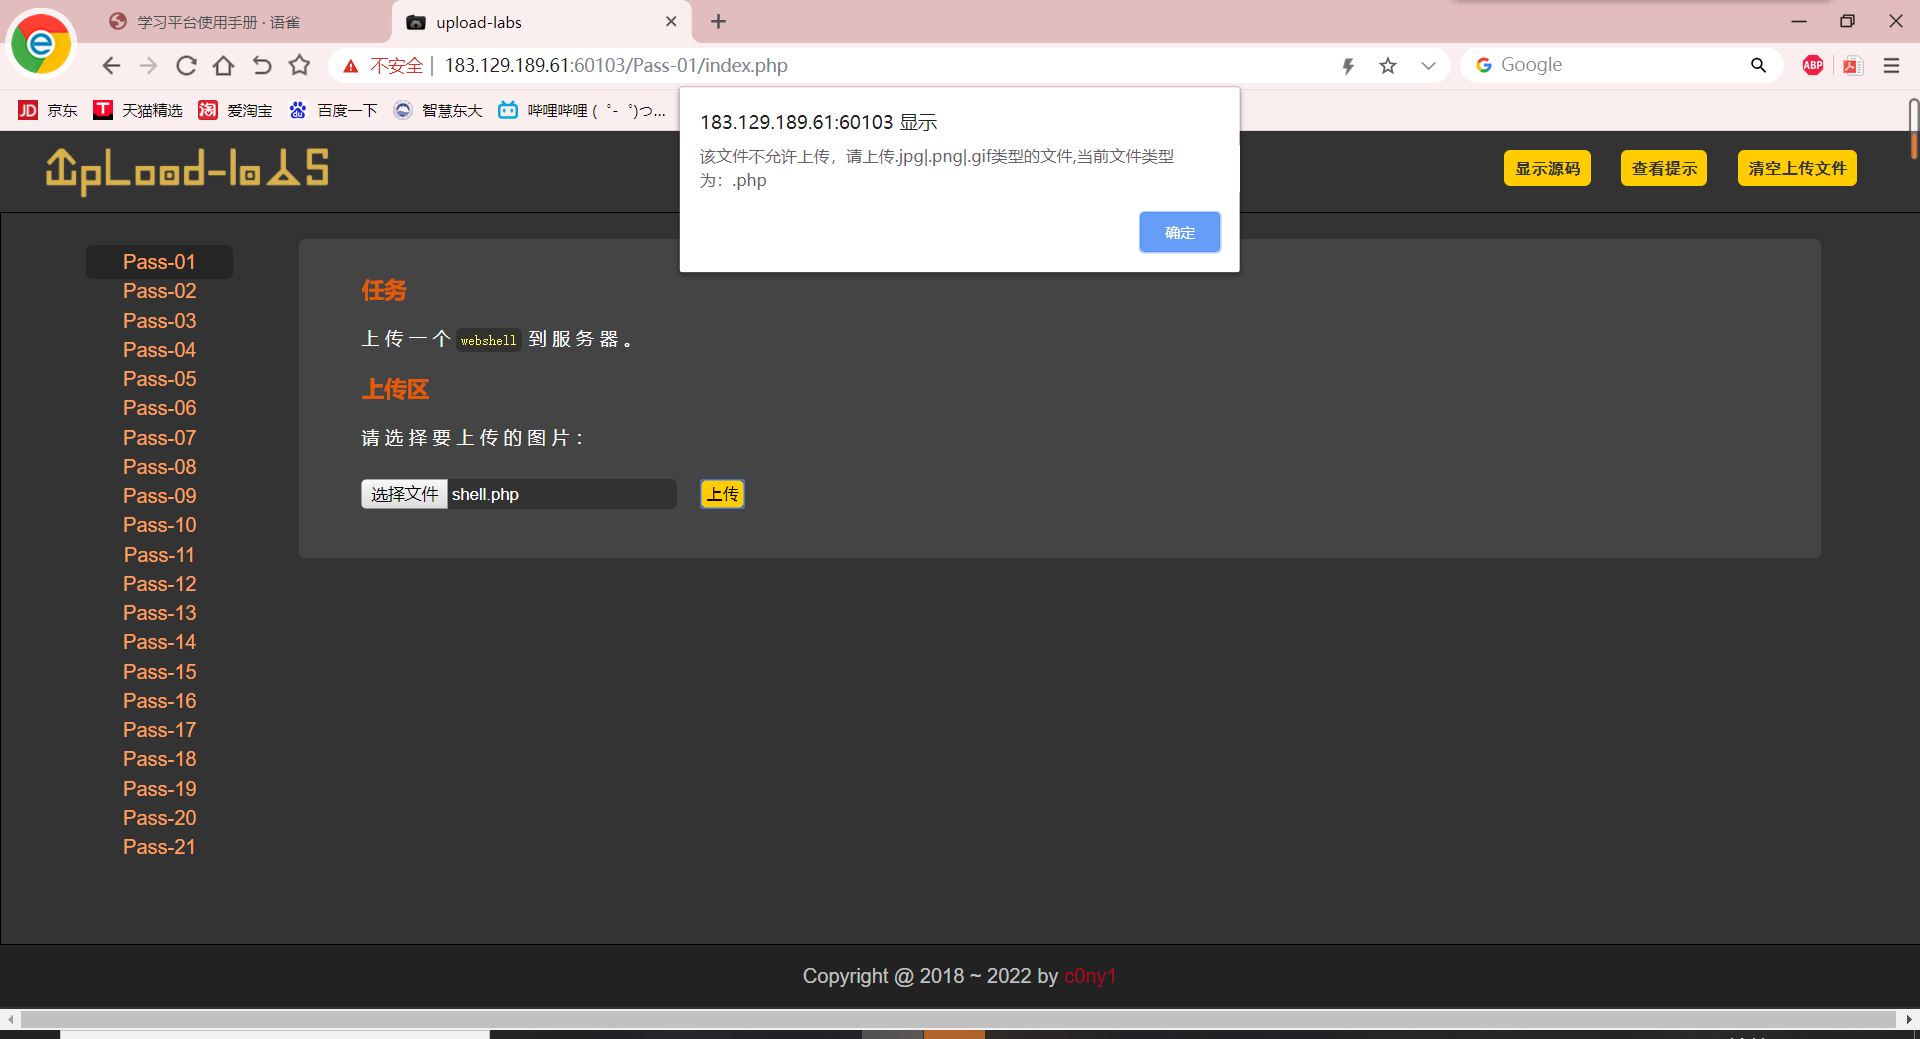 学习平台使用手册 · 语雀
upload-labs
不安全 | 183.129.189.61:60103/Pass-01/index.php
Google
ABP
JD 京东
T 天猫精选
淘 爱淘宝
du 百度一下
智慧东大
哔哩哔哩 ( ゜- ゜)つ...
183.129.189.61:60103 显示
该文件不允许上传，请上传.jpg|.png|.gif类型的文件,当前文件类型
为：.php
确定
UpLoad-labs
显示源码
查看提示
清空上传文件
Pass-01
Pass-02
Pass-03
Pass-04
Pass-05
Pass-06
Pass-07
Pass-08
Pass-09
Pass-10
Pass-11
Pass-12
Pass-13
Pass-14
Pass-15
Pass-16
Pass-17
Pass-18
Pass-19
Pass-20
Pass-21
任务
上传一个 webshell 到服务器。
上传区
请选择要上传的图片：
选择文件 shell.php
上传
Copyright @ 2018 ~ 2022 by c0ny1